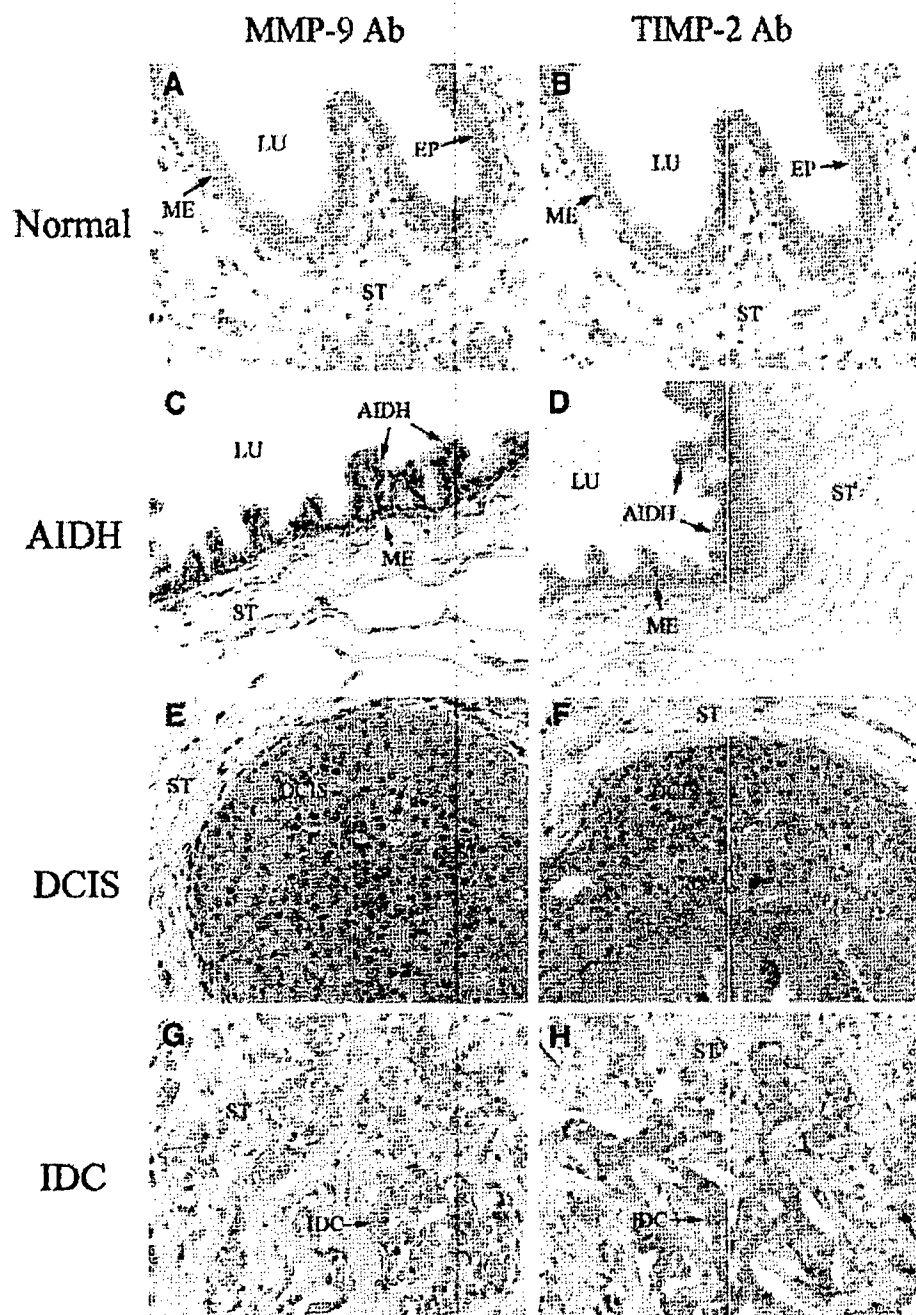 MMP-9 Ab TIMP-2 Ab
Normal
A
LU
EP
ME
ST
B
LU
EP
ME
ST
AIDH
C
AIDH
LU
ME
ST
D
LU
ST
AIDH
ME
DCIS
E
ST
DCIS
F
ST
DCIS
IDC
G
ST
IDC
H
ST
IDC